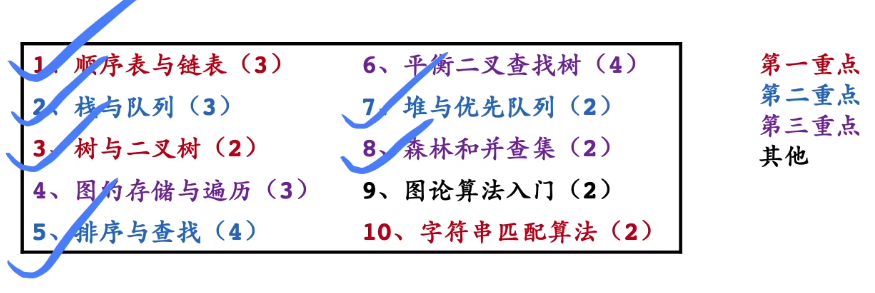 1、顺序表与链表（3）
2、栈与队列（3）
3、树与二叉树（2）
4、图的存储与遍历（3）
5、排序与查找（4）
6、平衡二叉查找树（4）
7、堆与优先队列（2）
8、森林和并查集（2）
9、图论算法入门（2）
10、字符串匹配算法（2）
第一重点
第二重点
第三重点
其他